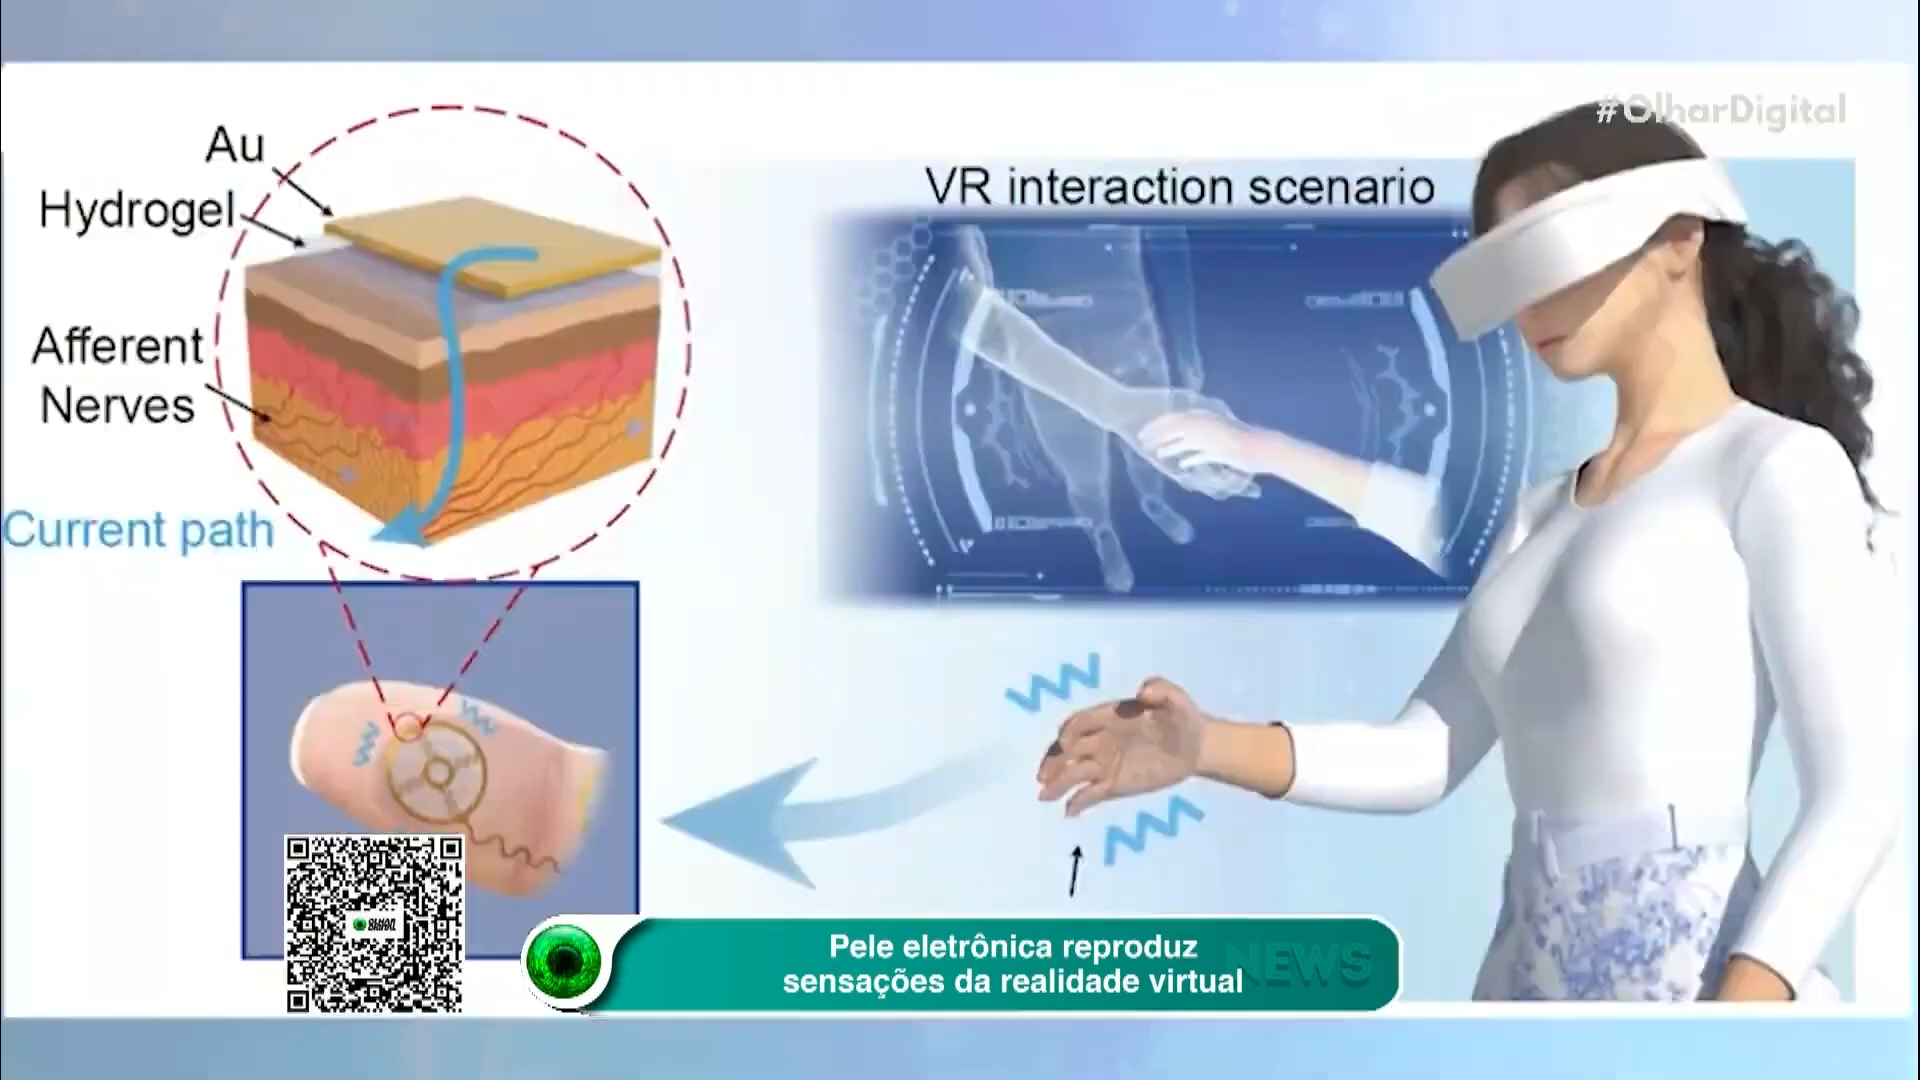 #OlharDigital
Au
Hydrogel
Afferent
Nerves
Current path
VR interaction scenario
Pele eletrônica reproduz
sensações da realidade virtual
NEWS